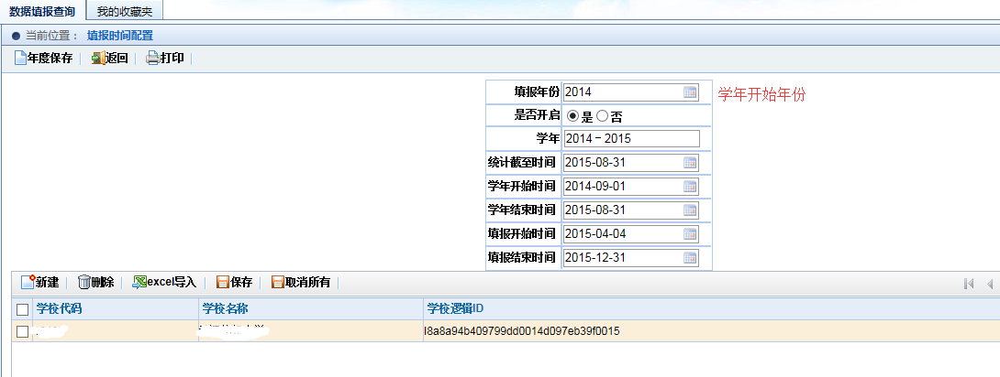 数据填报查询 我的收藏夹
当前位置： 填报时间配置
年度保存 返回 打印
填报年份 2014 学年开始年份
是否开启 是 否
学年 2014－2015
统计截至时间 2015-08-31
学年开始时间 2014-09-01
学年结束时间 2015-08-31
填报开始时间 2015-04-04
填报结束时间 2015-12-31
新建 删除 excel导入 保存 取消所有
学校代码 学校名称 学校逻辑ID
I8a8a94b409799dd0014d097eb39f0015